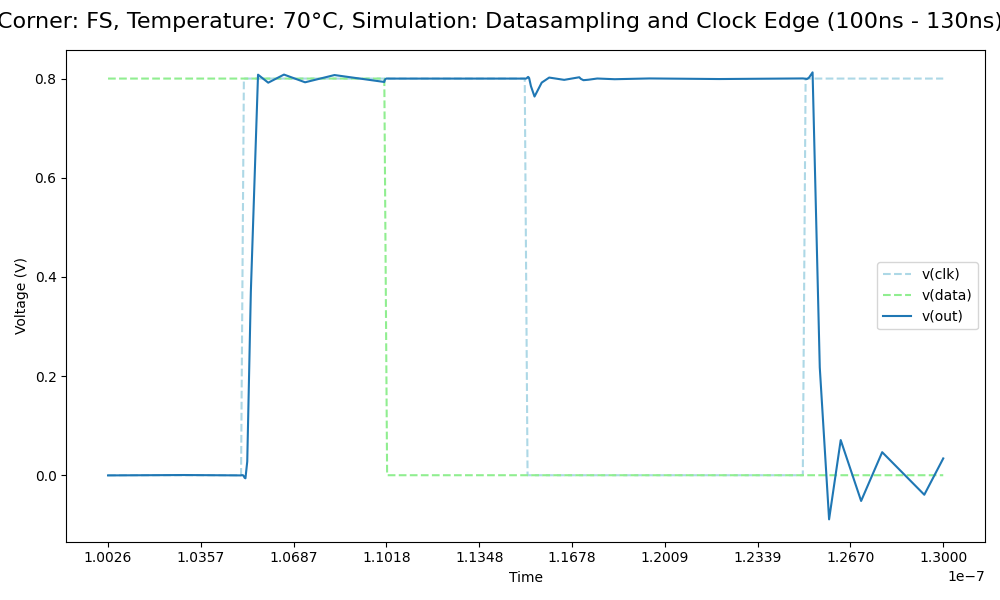 Corner: FS, Temperature: 70°C, Simulation: Datasampling and Clock Edge (100ns - 130ns)
0.8
0.6
0.4
0.2
0.0
Voltage (V)
v(clk)
v(data)
v(out)
1.0026 1.0357 1.0687 1.1018 1.1348 1.1678 1.2009 1.2339 1.2670 1.3000
1e−7
Time